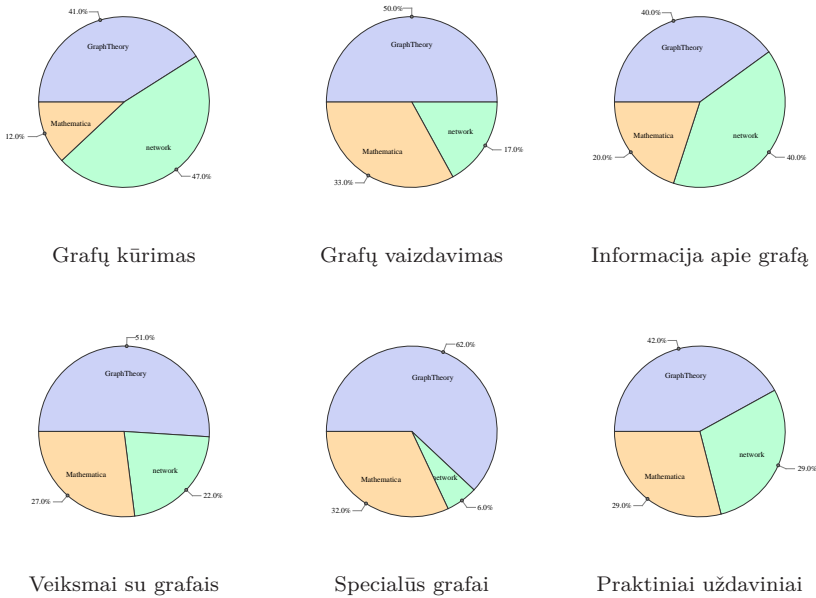 41.0%
GraphTheory
Mathematica
12.0%
network
47.0%
Grafų kūrimas
50.0%
GraphTheory
network
17.0%
Mathematica
33.0%
Grafų vaizdavimas
40.0%
GraphTheory
Mathematica
network
20.0%
40.0%
Informacija apie grafą
51.0%
GraphTheory
network
Mathematica
27.0%
22.0%
Veiksmai su grafais
62.0%
GraphTheory
Mathematica
network
32.0%
6.0%
Specialūs grafai
42.0%
GraphTheory
network
29.0%
Mathematica
29.0%
Praktiniai uždaviniai